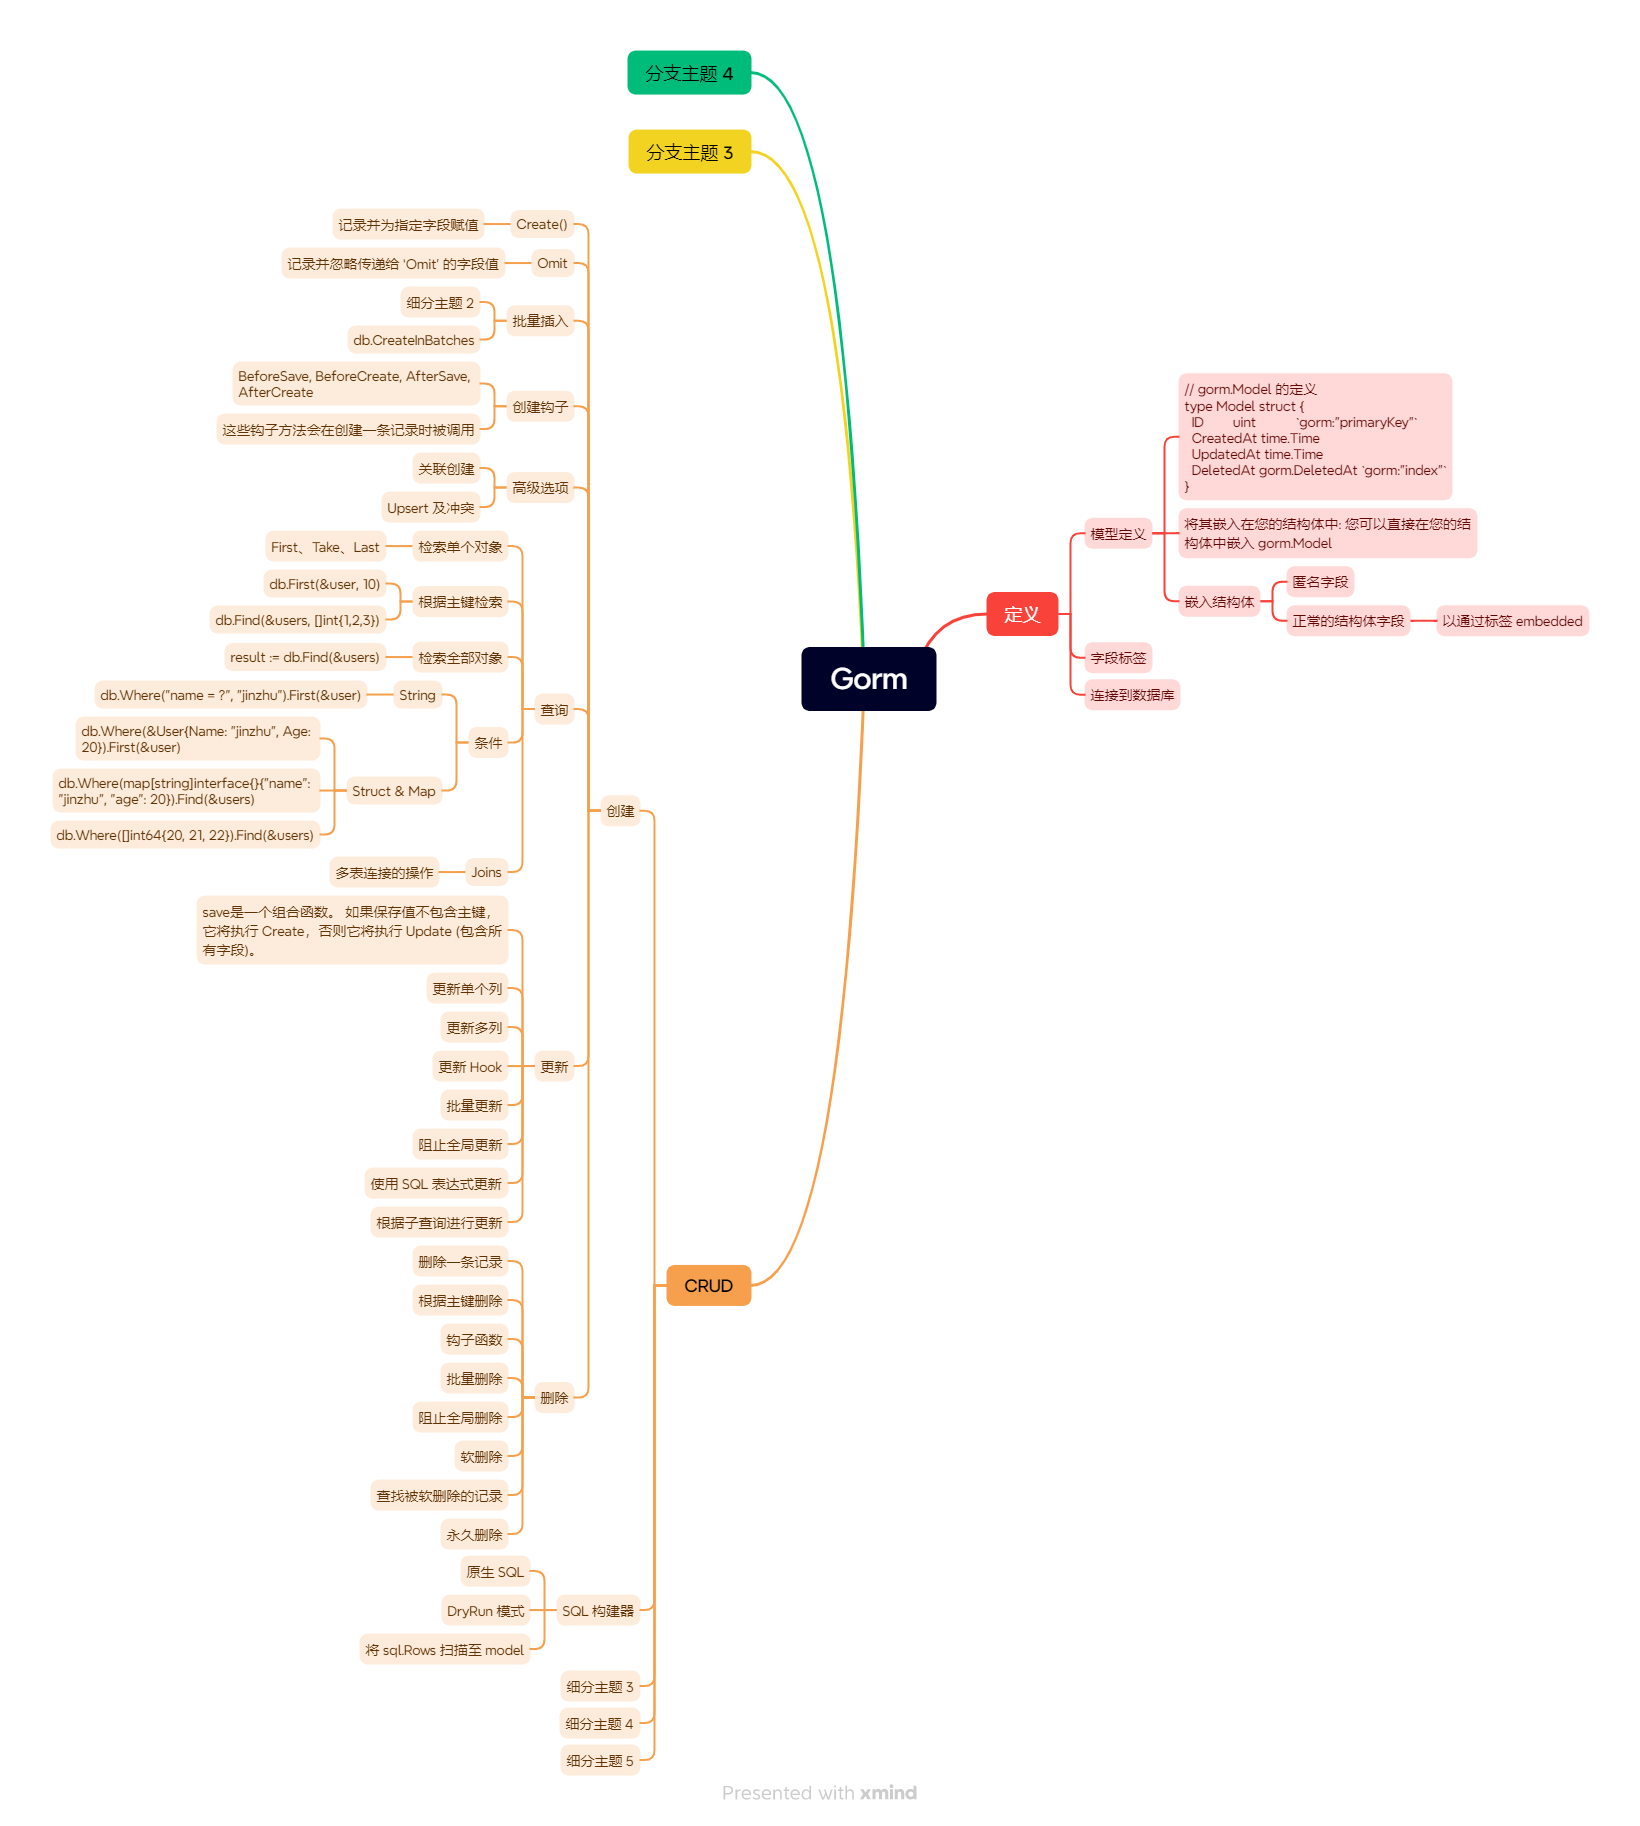 分支主题 4
分支主题 3
Gorm
定义
模型定义
// gorm.Model 的定义
type Model struct {
  ID        uint           `gorm:"primaryKey"`
  CreatedAt time.Time
  UpdatedAt time.Time
  DeletedAt gorm.DeletedAt `gorm:"index"`
}
将其嵌入在您的结构体中: 您可以直接在您的结
构体中嵌入 gorm.Model
嵌入结构体
匿名字段
正常的结构体字段
以通过标签 embedded
字段标签
连接到数据库
CRUD
创建
Create()
记录并为指定字段赋值
Omit
记录并忽略传递给 'Omit' 的字段值
批量插入
细分主题 2
db.CreateInBatches
创建钩子
BeforeSave, BeforeCreate, AfterSave,
AfterCreate
这些钩子方法会在创建一条记录时被调用
高级选项
关联创建
Upsert 及冲突
查询
检索单个对象
First、Take、Last
根据主键检索
db.First(&user, 10)
db.Find(&users, []int{1,2,3})
检索全部对象
result := db.Find(&users)
条件
String
db.Where("name = ?", "jinzhu").First(&user)
Struct & Map
db.Where(&User{Name: "jinzhu", Age:
20}).First(&user)
db.Where(map[string]interface{}{"name":
"jinzhu", "age": 20}).Find(&users)
db.Where([]int64{20, 21, 22}).Find(&users)
Joins
多表连接的操作
更新
save是一个组合函数。 如果保存值不包含主键，
它将执行 Create，否则它将执行 Update (包含所
有字段)。
更新单个列
更新多列
更新 Hook
批量更新
阻止全局更新
使用 SQL 表达式更新
根据子查询进行更新
删除
删除一条记录
根据主键删除
钩子函数
批量删除
阻止全局删除
软删除
查找被软删除的记录
永久删除
SQL 构建器
原生 SQL
DryRun 模式
将 sql.Rows 扫描至 model
细分主题 3
细分主题 4
细分主题 5
Presented with xmind